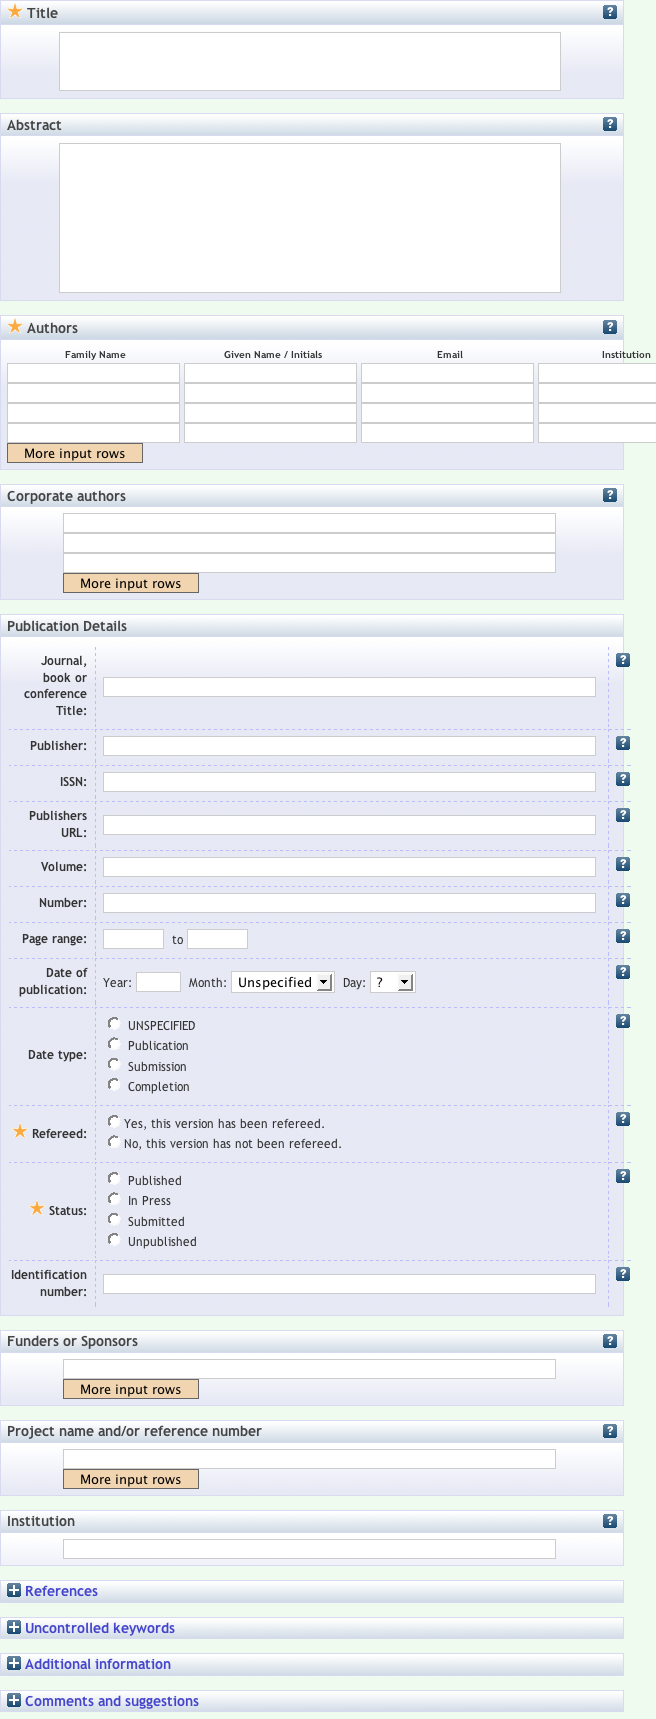 Title ?
Abstract ?
Authors ?
Family Name Given Name / Initials Email Institution
More input rows
Corporate authors ?
More input rows
Publication Details
Journal, ?
book or
conference
Title:
Publisher: ?
ISSN: ?
Publishers ?
URL:
Volume: ?
Number: ?
Page range: to ?
Date of ?
publication:
Year: Month: Unspecified Day: ?
Date type: ?
UNSPECIFIED
Publication
Submission
Completion
Refereed: ?
Yes, this version has been refereed.
No, this version has not been refereed.
Status: ?
Published
In Press
Submitted
Unpublished
Identification ?
number:
Funders or Sponsors ?
More input rows
Project name and/or reference number ?
More input rows
Institution ?
References
Uncontrolled keywords
Additional information
Comments and suggestions